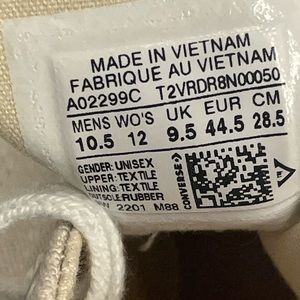 MADE IN VIETNAM
FABRIQUE AU VIETNAM
A02299C T2VRDR8N00050
MENS WO'S UK EUR CM
10.5 12 9.5 44.5 28.5
GENDER: UNISEX
UPPER: TEXTILE
LINING: TEXTILE
OUTSOLE: RUBBER
2201 M88
CONVERSE